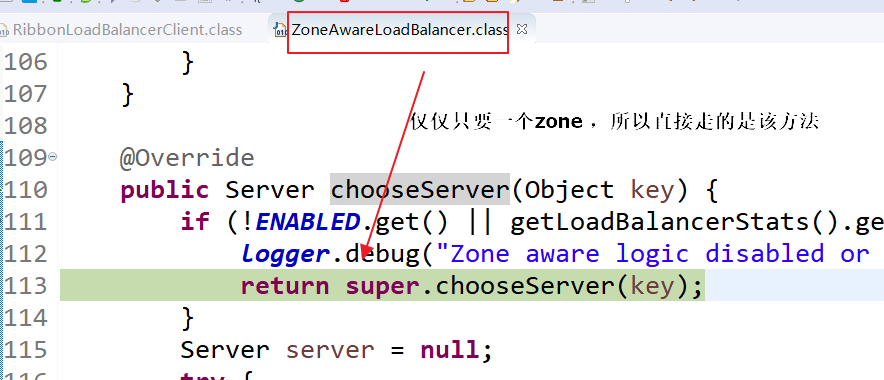 RibbonLoadBalancerClient.class ZoneAwareLoadBalancer.class
106 }
107 }
108 仅仅只要一个zone ，所以直接走的是该方法
109 @Override
110 public Server chooseServer(Object key) {
111 if (!ENABLED.get() || getLoadBalancerStats().ge
112 logger.debug("Zone aware logic disabled or
113 return super.chooseServer(key);
114 }
115 Server server = null;
116 try {